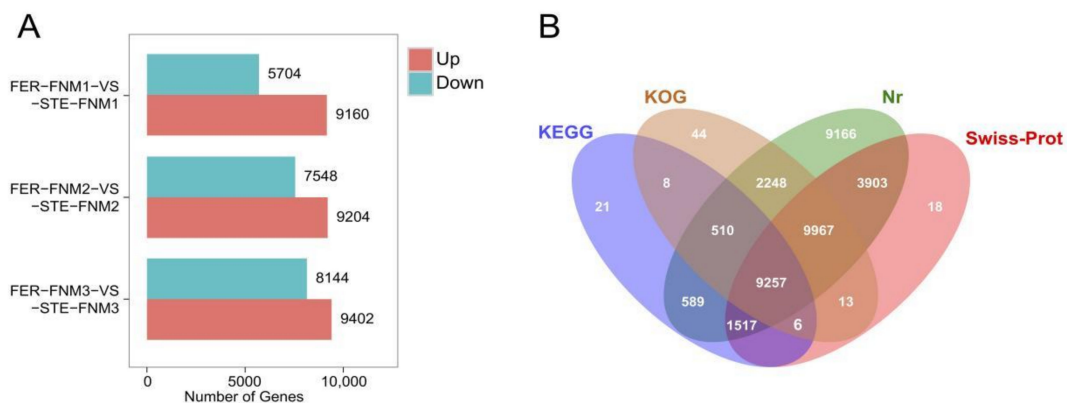 A
FER-FNM1-VS
-STE-FNM1
5704
9160
FER-FNM2-VS
-STE-FNM2
7548
9204
FER-FNM3-VS
-STE-FNM3
8144
9402
0 5000 10,000
Number of Genes
Up
Down
B
KEGG
KOG
Nr
Swiss-Prot
44
9166
8
2248
3903
21
18
510
9967
9257
589
13
1517
6